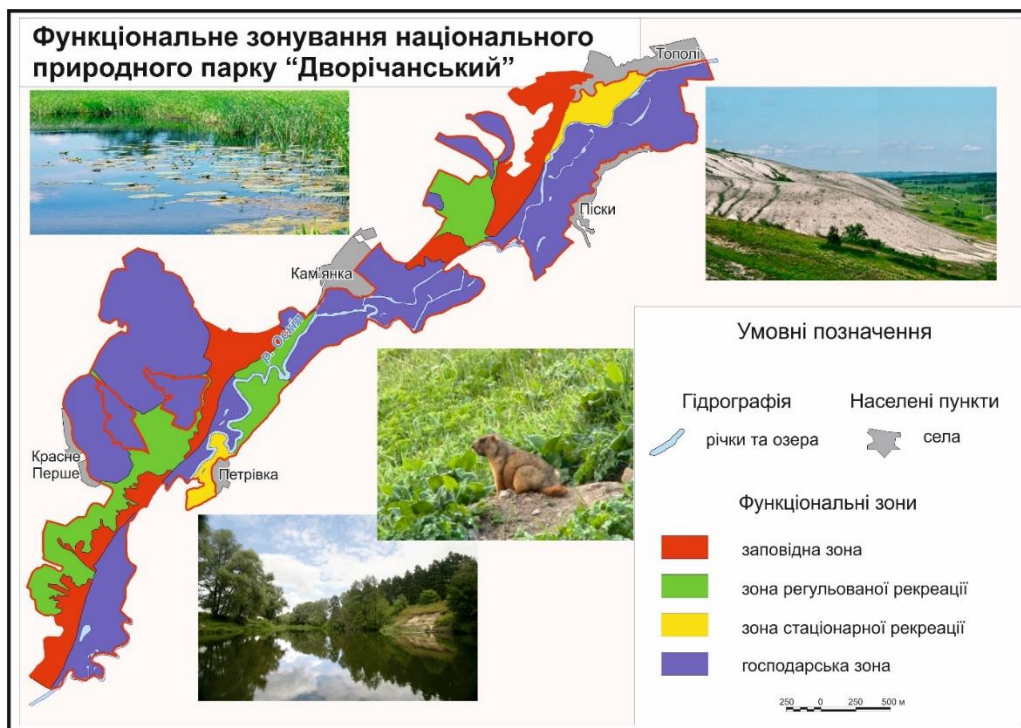 Функціональне зонування національного
природного парку “Дворічанський”
Тополі
Піски
Кам'янка
р. Оскіл
Красне
Перше
Петрівка
Умовні позначення
Гідрографія
річки та озера
Населені пункти
села
Функціональні зони
заповідна зона
зона регульованої рекреації
зона стаціонарної рекреації
господарська зона
250 0 250 500 м